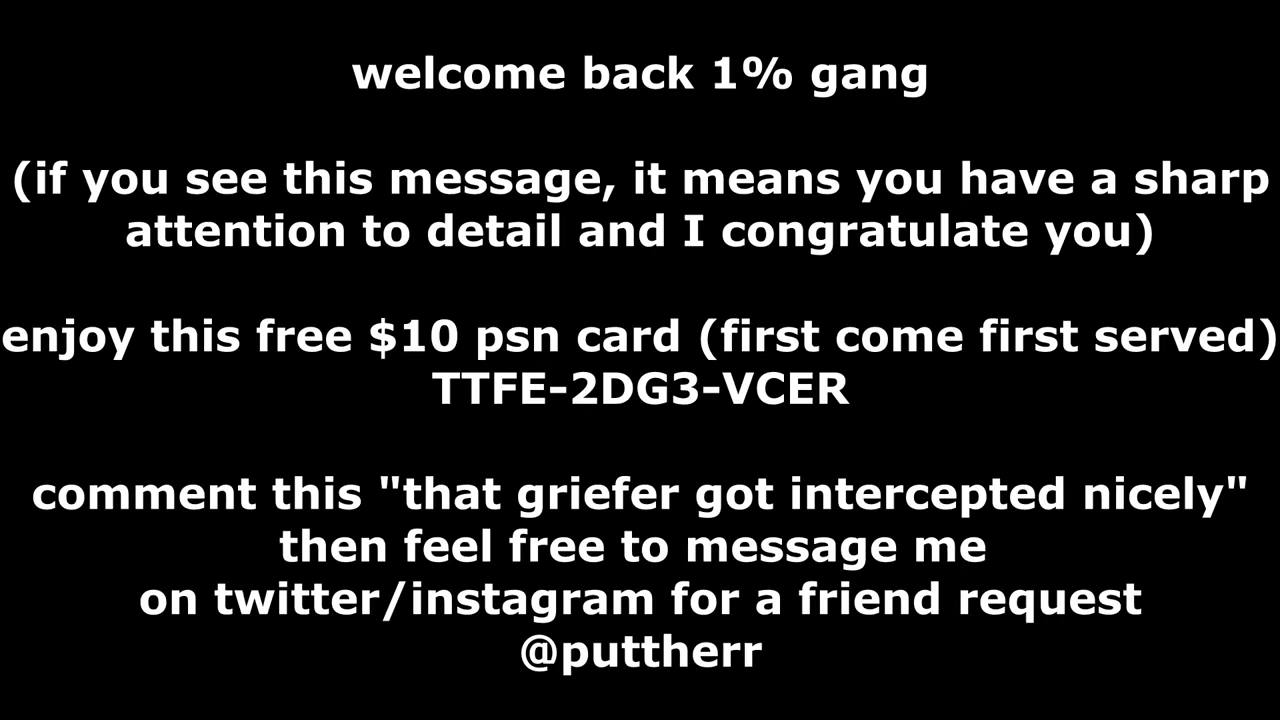 welcome back 1% gang
(if you see this message, it means you have a sharp
attention to detail and I congratulate you)
enjoy this free $10 psn card (first come first served)
TTFE-2DG3-VCER
comment this "that griefer got intercepted nicely"
then feel free to message me
on twitter/instagram for a friend request
@puttherr